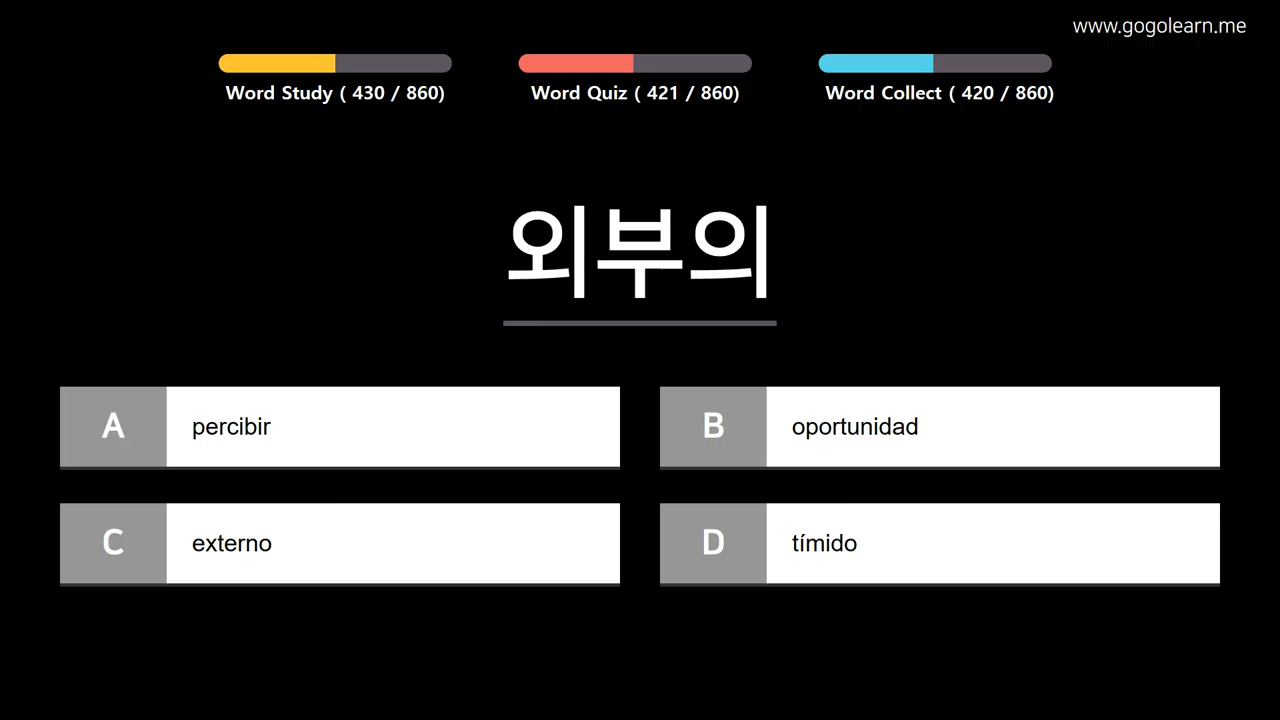 www.gogolearn.me
Word Study ( 430 / 860)
Word Quiz ( 421 / 860)
Word Collect ( 420 / 860)
외부의
A percibir
B oportunidad
C externo
D tímido